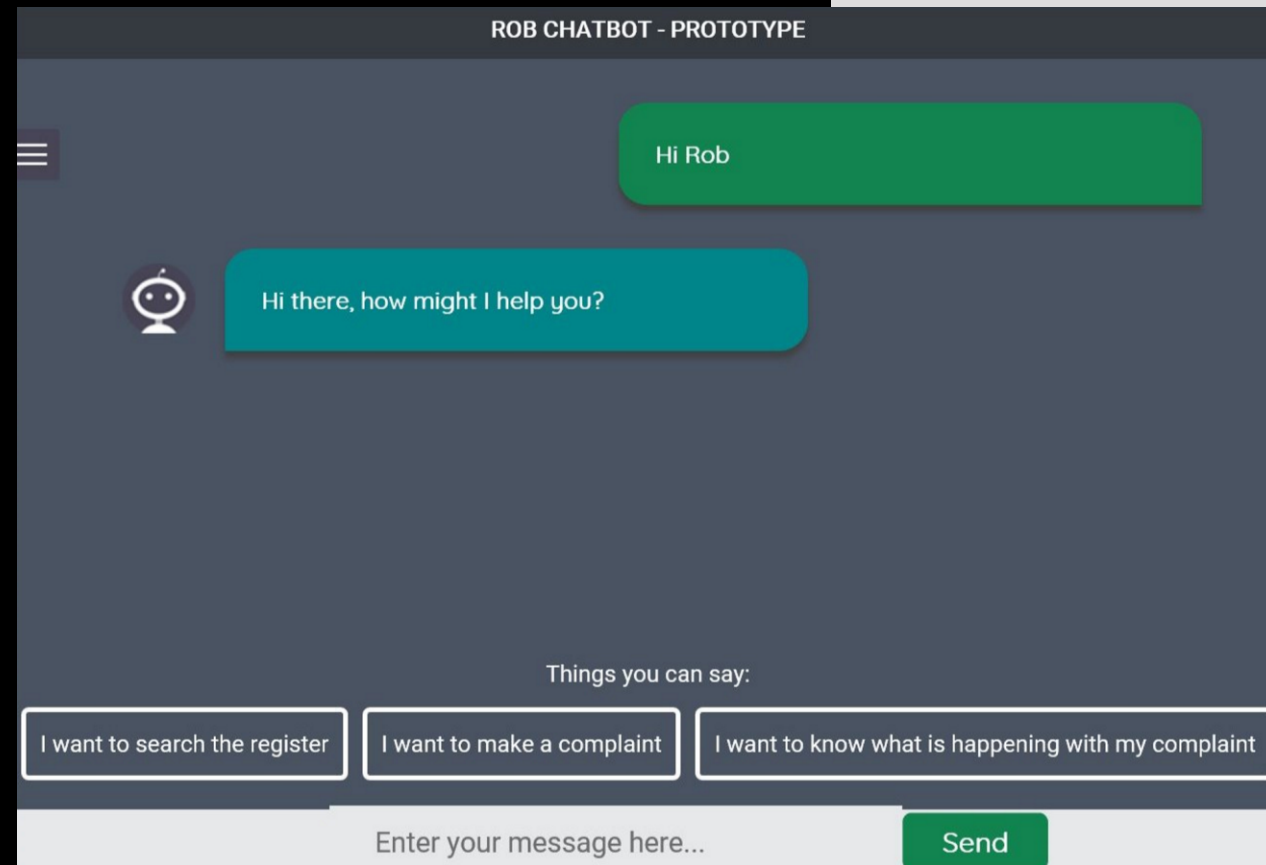 ROB CHATBOT - PROTOTYPE
Hi Rob
Hi there, how might I help you?
Things you can say:
I want to search the register
I want to make a complaint
I want to know what is happening with my complaint
Enter your message here...
Send